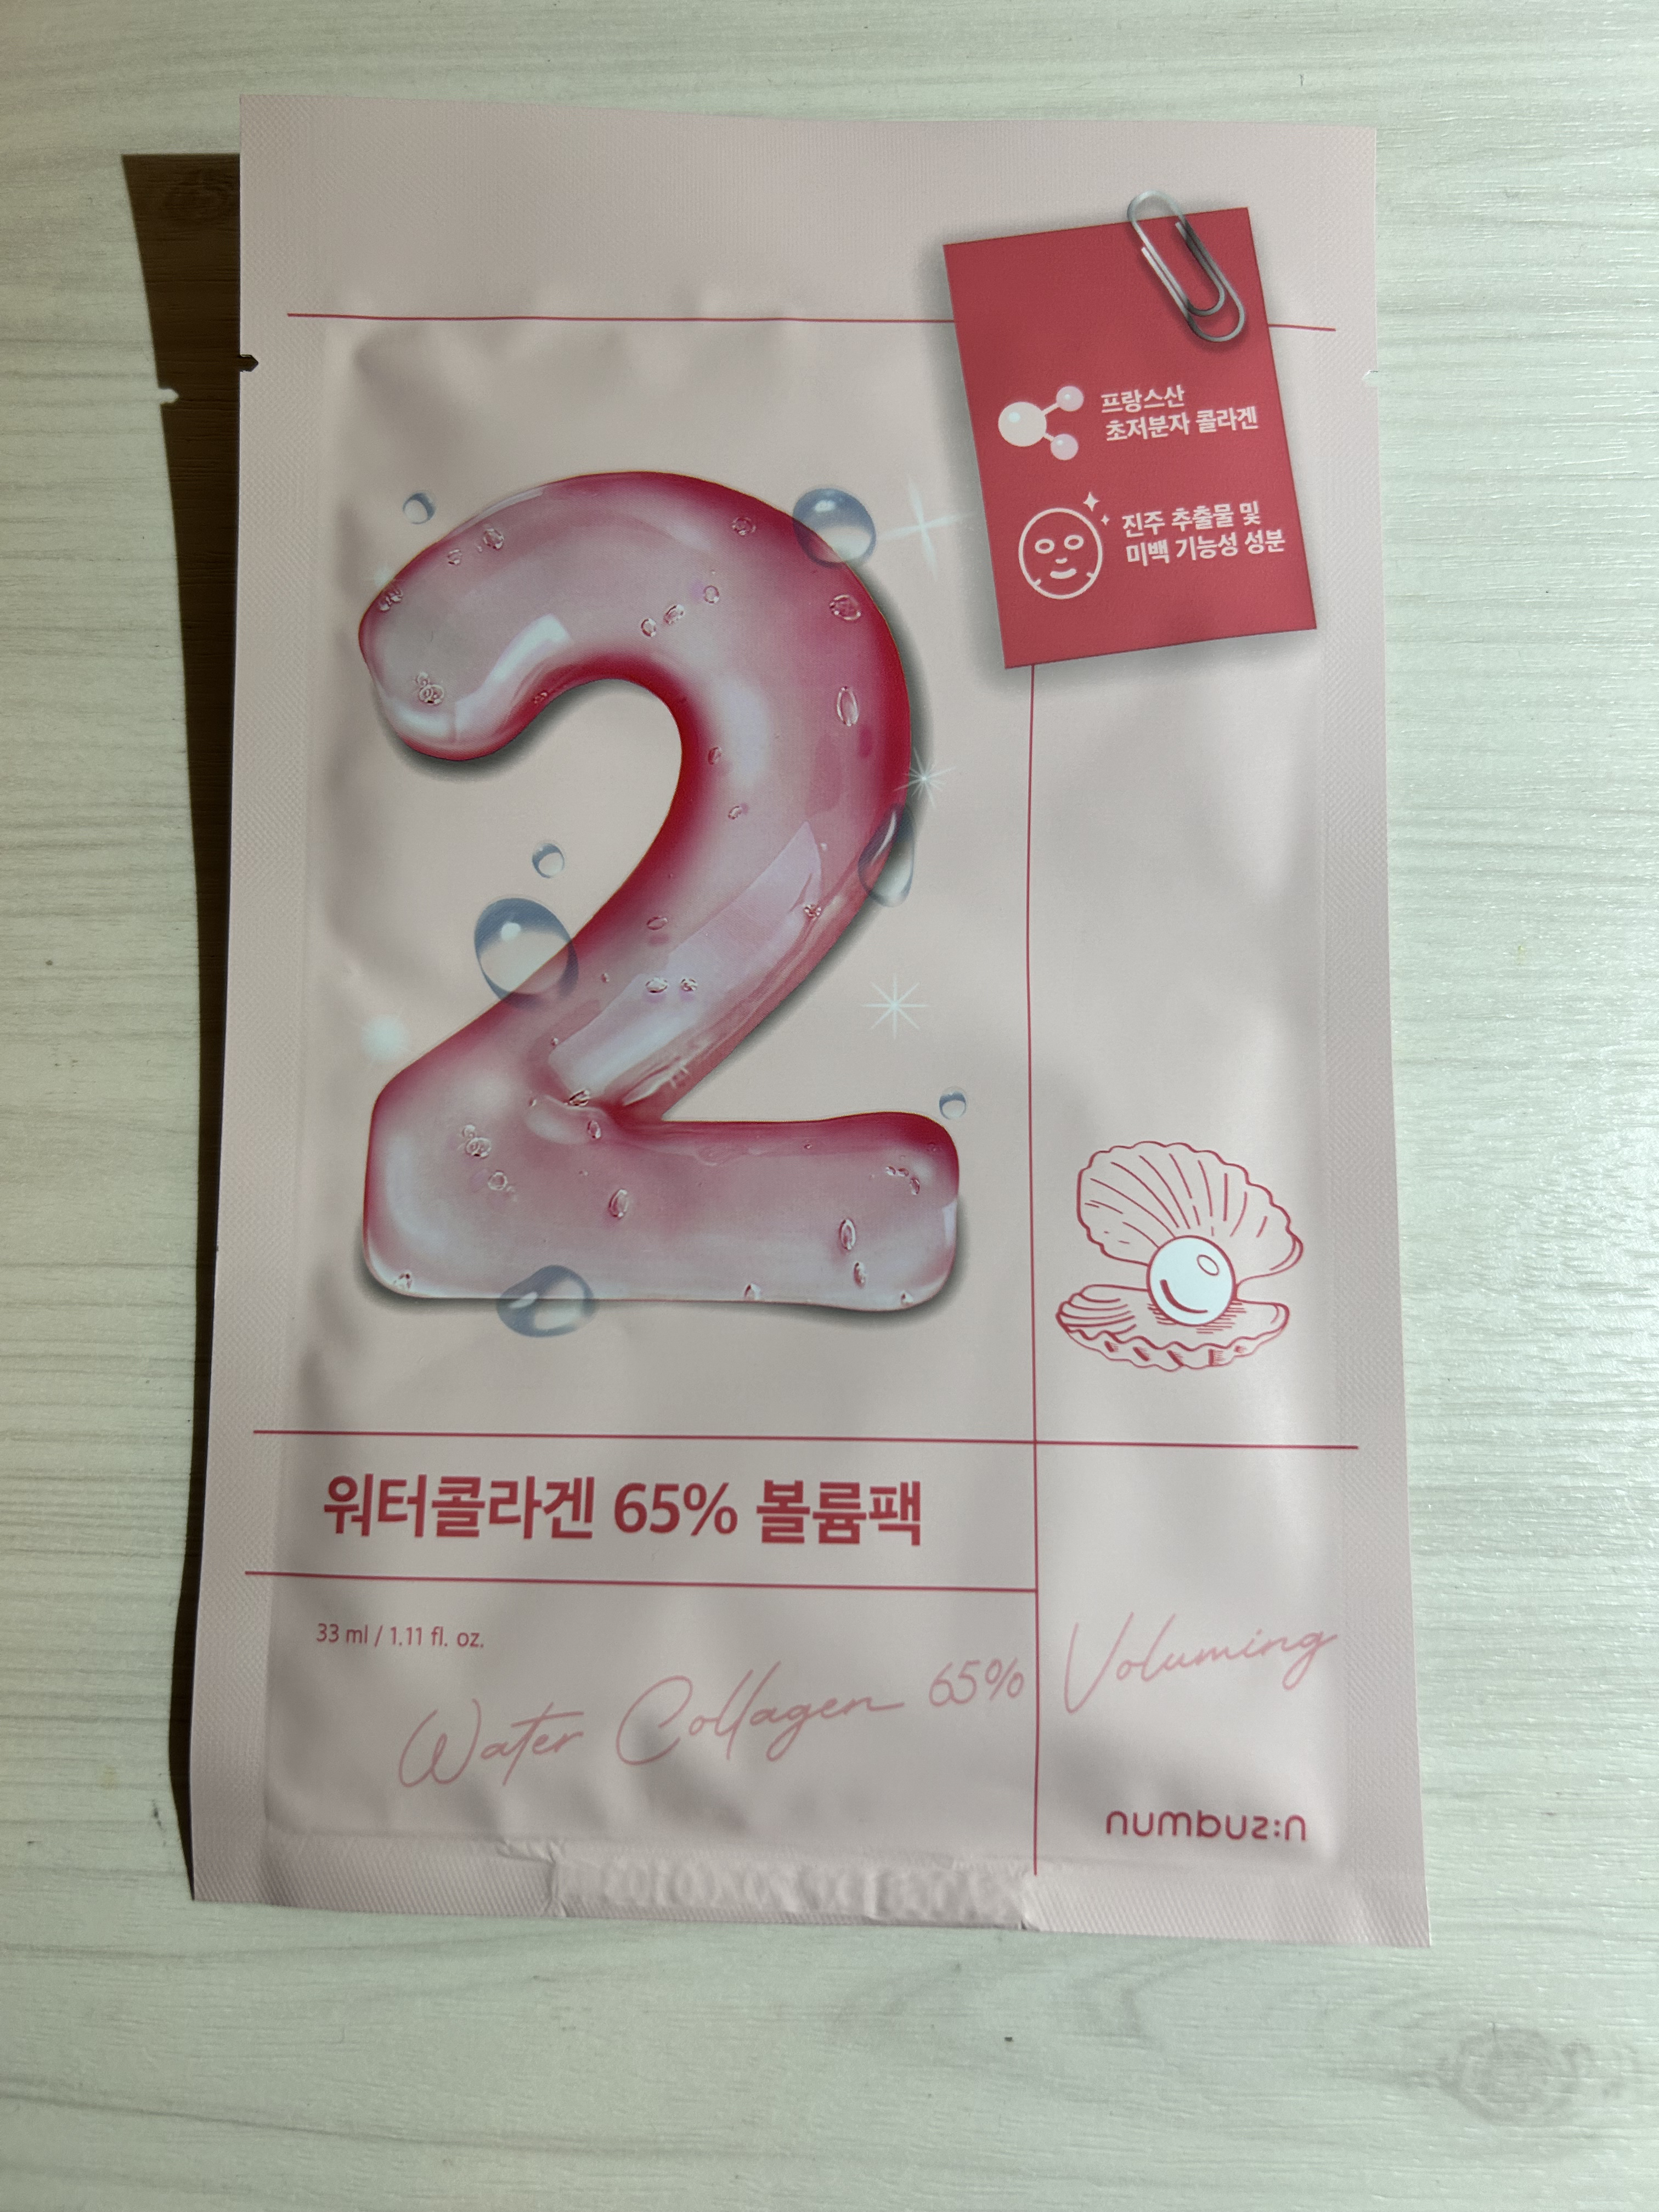 프랑스산
초저분자 콜라겐
진주 추출물 및
미백 기능성 성분
2
워터콜라겐 65% 볼륨팩
33 ml / 1.11 fl. oz.
Water Collagen 65% Voluming
numbuz:n